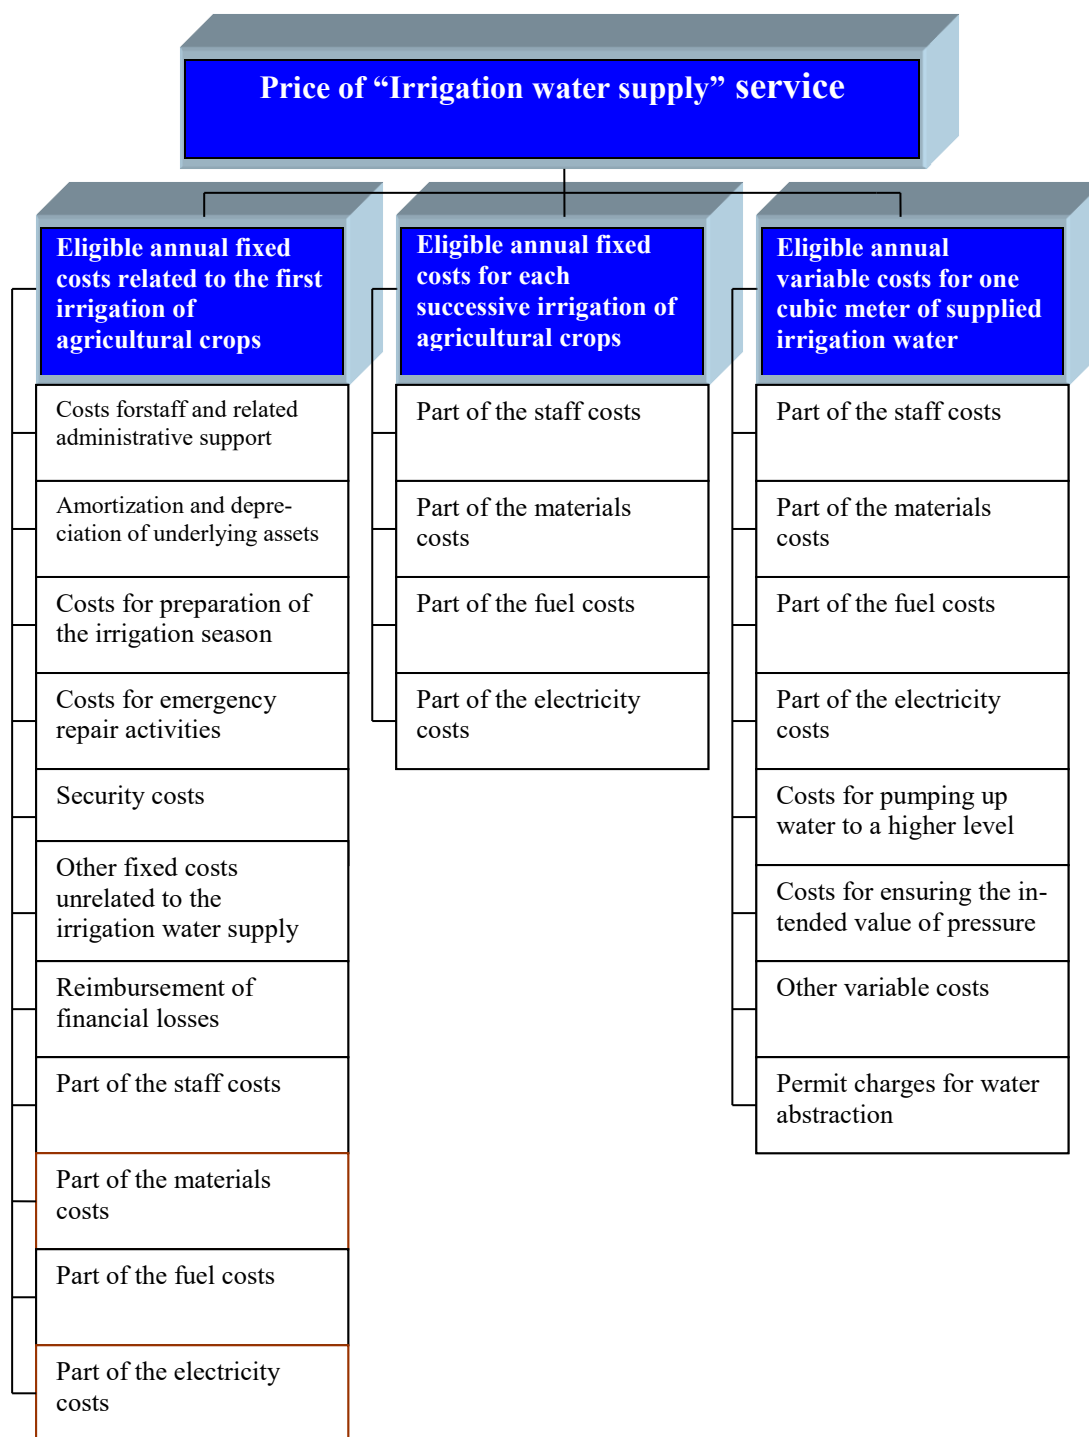 Price of “Irrigation water supply” service
Eligible annual fixed
costs related to the first
irrigation of
agricultural crops
Costs forstaff and related
administrative support
Amortization and depre-
ciation of underlying assets
Costs for preparation of
the irrigation season
Costs for emergency
repair activities
Security costs
Other fixed costs
unrelated to the
irrigation water supply
Reimbursement of
financial losses
Part of the staff costs
Part of the materials
costs
Part of the fuel costs
Part of the electricity
costs
Eligible annual fixed
costs for each
successive irrigation of
agricultural crops
Part of the staff costs
Part of the materials
costs
Part of the fuel costs
Part of the electricity
costs
Eligible annual
variable costs for one
cubic meter of supplied
irrigation water
Part of the staff costs
Part of the materials
costs
Part of the fuel costs
Part of the electricity
costs
Costs for pumping up
water to a higher level
Costs for ensuring the in-
tended value of pressure
Other variable costs
Permit charges for water
abstraction